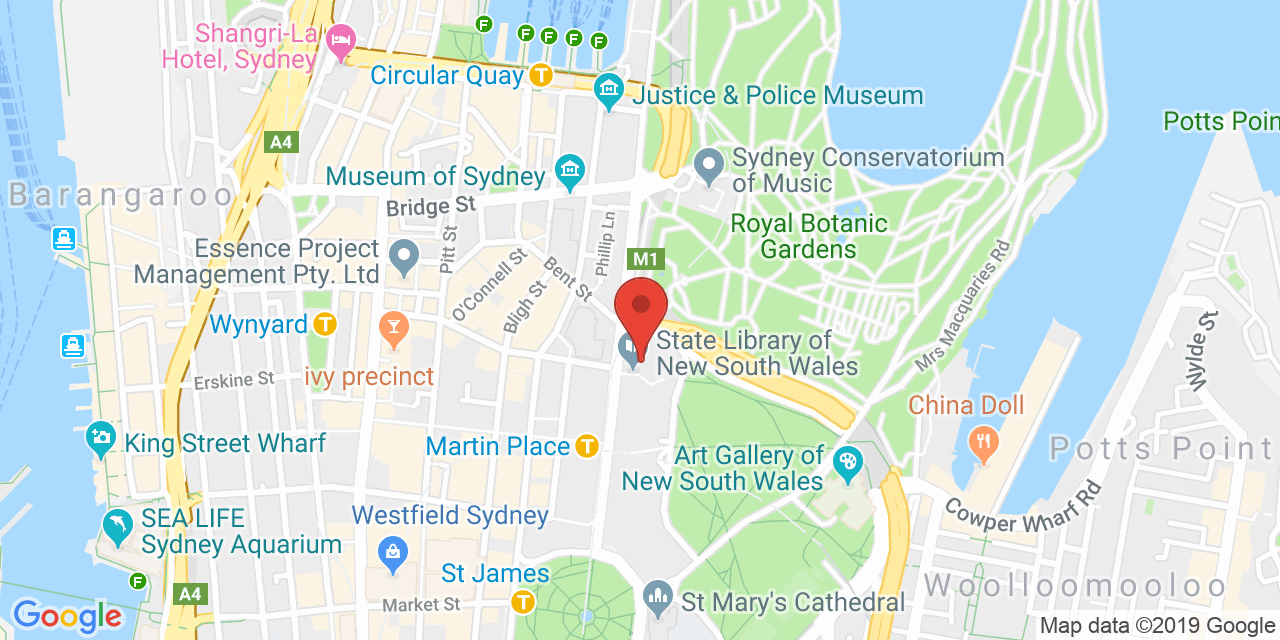 Shangri-La
Hotel, Sydney
F
F
F
F
F
Circular Quay
T
Justice & Police Museum
Potts Poin
A4
Sydney Conservatorium
of Music
Museum of Sydney
Barangaroo
Bridge St
Royal Botanic
Gardens
Phillip Ln
Pitt St
Essence Project
Management Pty. Ltd
M1
O'Connell St
Bent St
Bligh St
Mrs Macquaries Rd
Wynyard
T
Wylde St
State Library of
New South Wales
Erskine St
ivy precinct
China Doll
King Street Wharf
Martin Place
T
Art Gallery of
New South Wales
Potts Point
SEA LIFE
Sydney Aquarium
Westfield Sydney
Cowper Wharf Rd
F
St James
T
Woolloomooloo
A4
Market St
St Mary's Cathedral
Google
Map data ©2019 Google